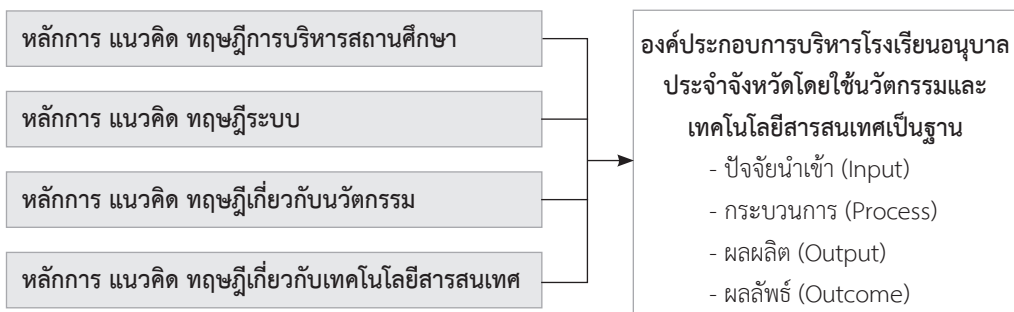 หลักการ แนวคิด ทฤษฎีการบริหารสถานศึกษา
หลักการ แนวคิด ทฤษฎีระบบ
หลักการ แนวคิด ทฤษฎีเกี่ยวกับนวัตกรรม
หลักการ แนวคิด ทฤษฎีเกี่ยวกับเทคโนโลยีสารสนเทศ
องค์ประกอบการบริหารโรงเรียนอนุบาล
ประจำจังหวัดโดยใช้นวัตกรรมและ
เทคโนโลยีสารสนเทศเป็นฐาน
- ปัจจัยนำเข้า (Input)
- กระบวนการ (Process)
- ผลผลิต (Output)
- ผลลัพธ์ (Outcome)